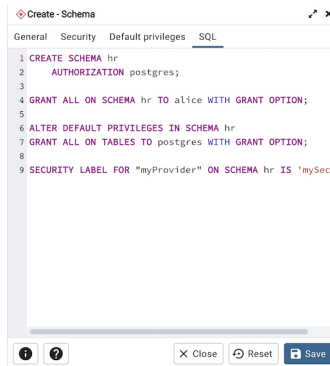 Create - Schema
General Security Default privileges SQL
1 CREATE SCHEMA hr
2 AUTHORIZATION postgres;
3
4 GRANT ALL ON SCHEMA hr TO alice WITH GRANT OPTION;
5
6 ALTER DEFAULT PRIVILEGES IN SCHEMA hr
7 GRANT ALL ON TABLES TO postgres WITH GRANT OPTION;
8
9 SECURITY LABEL FOR "myProvider" ON SCHEMA hr IS 'mySec
Close Reset Save